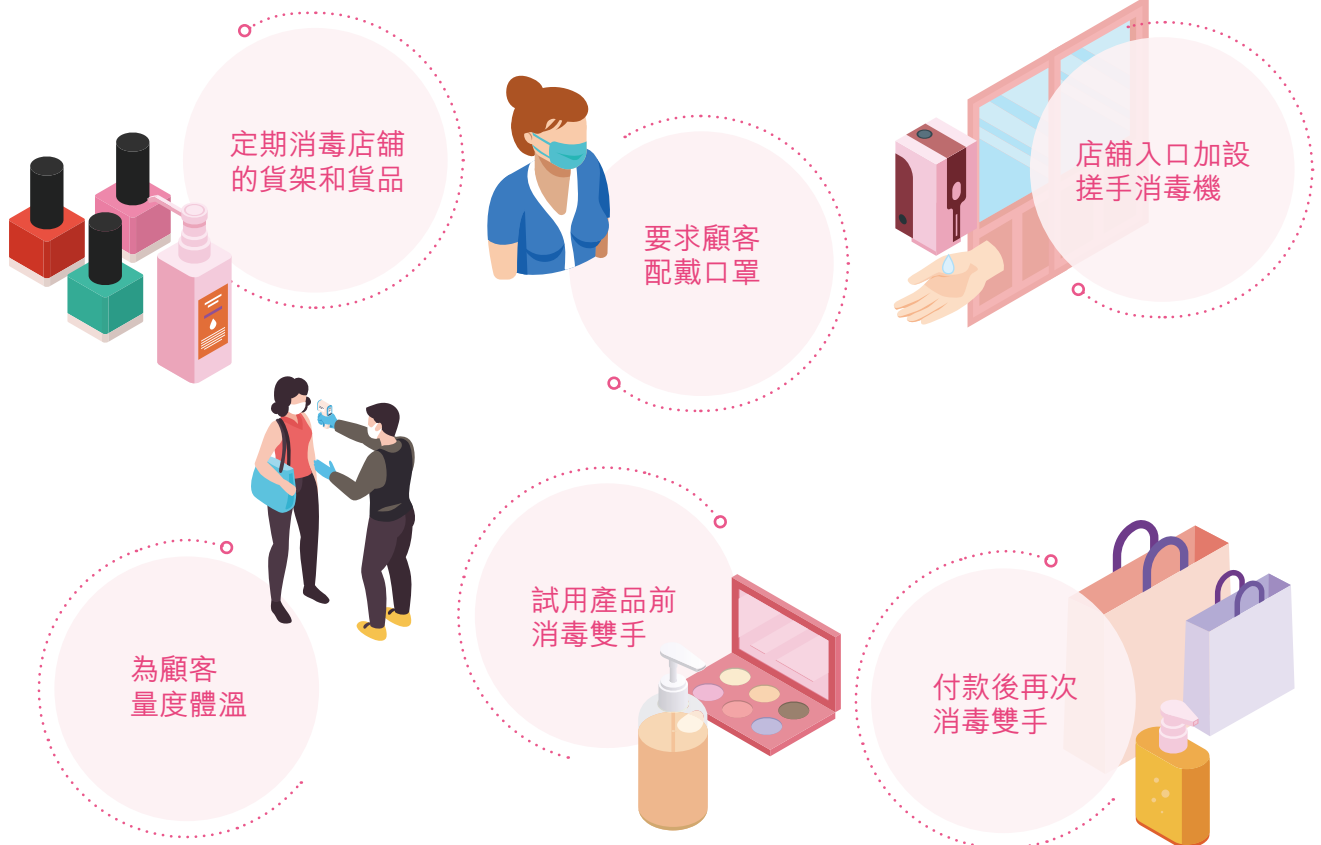 定期消毒店舖
的貨架和貨品
要求顧客
配戴口罩
店舖入口加設
搓手消毒機
為顧客
量度體溫
試用產品前
消毒雙手
付款後再次
消毒雙手